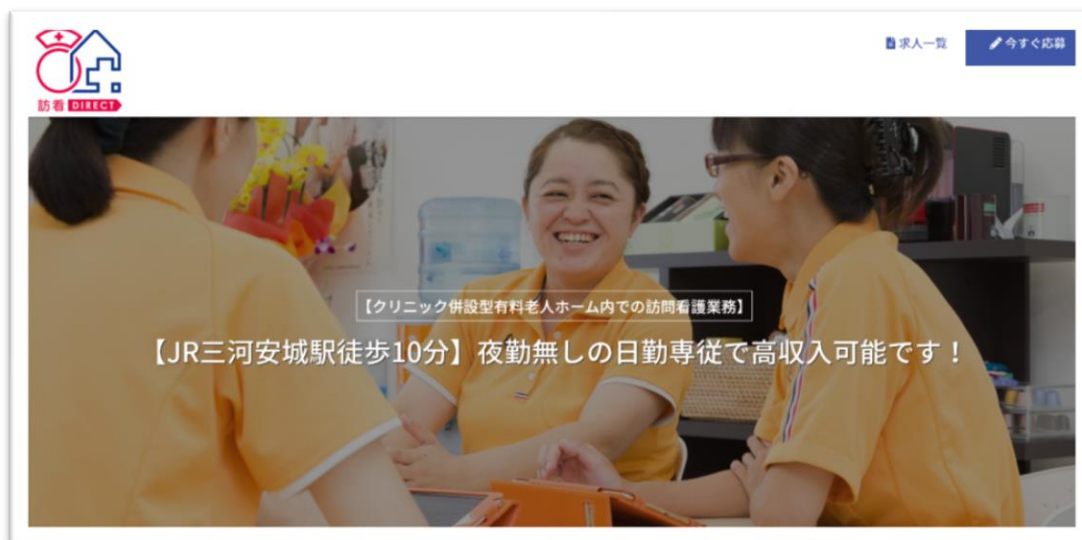 求人一覧
今すぐ応募
訪看 DIRECT
【クリニック併設型有料老人ホーム内での訪問看護業務】
【JR三河安城駅徒歩10分】夜勤無しの日勤専従で高収入可能です！